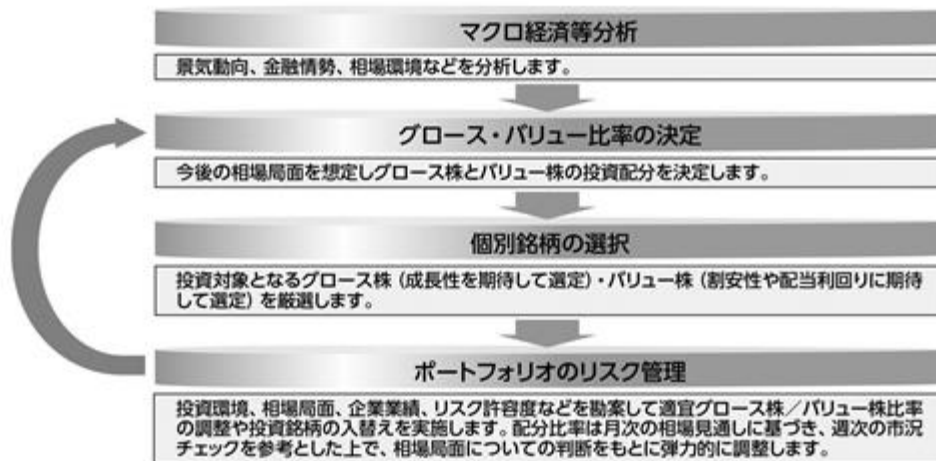 マクロ経済等分析
景気動向、金融情勢、相場環境などを分析します。
グロース・バリュー比率の決定
今後の相場局面を想定しグロース株とバリュー株の投資配分を決定します。
個別銘柄の選択
投資対象となるグロース株（成長性を期待して選定）・バリュー株（割安性や配当利回りに期待
して選定）を厳選します。
ポートフォリオのリスク管理
投資環境、相場局面、企業業績、リスク許容度などを勘案して適宜グロース株／バリュー株比率
の調整や投資銘柄の入替えを実施します。配分比率は月次の相場見通しに基づき、週次の市況
チェックを参考とした上で、相場局面についての判断をもとに弾力的に調整します。